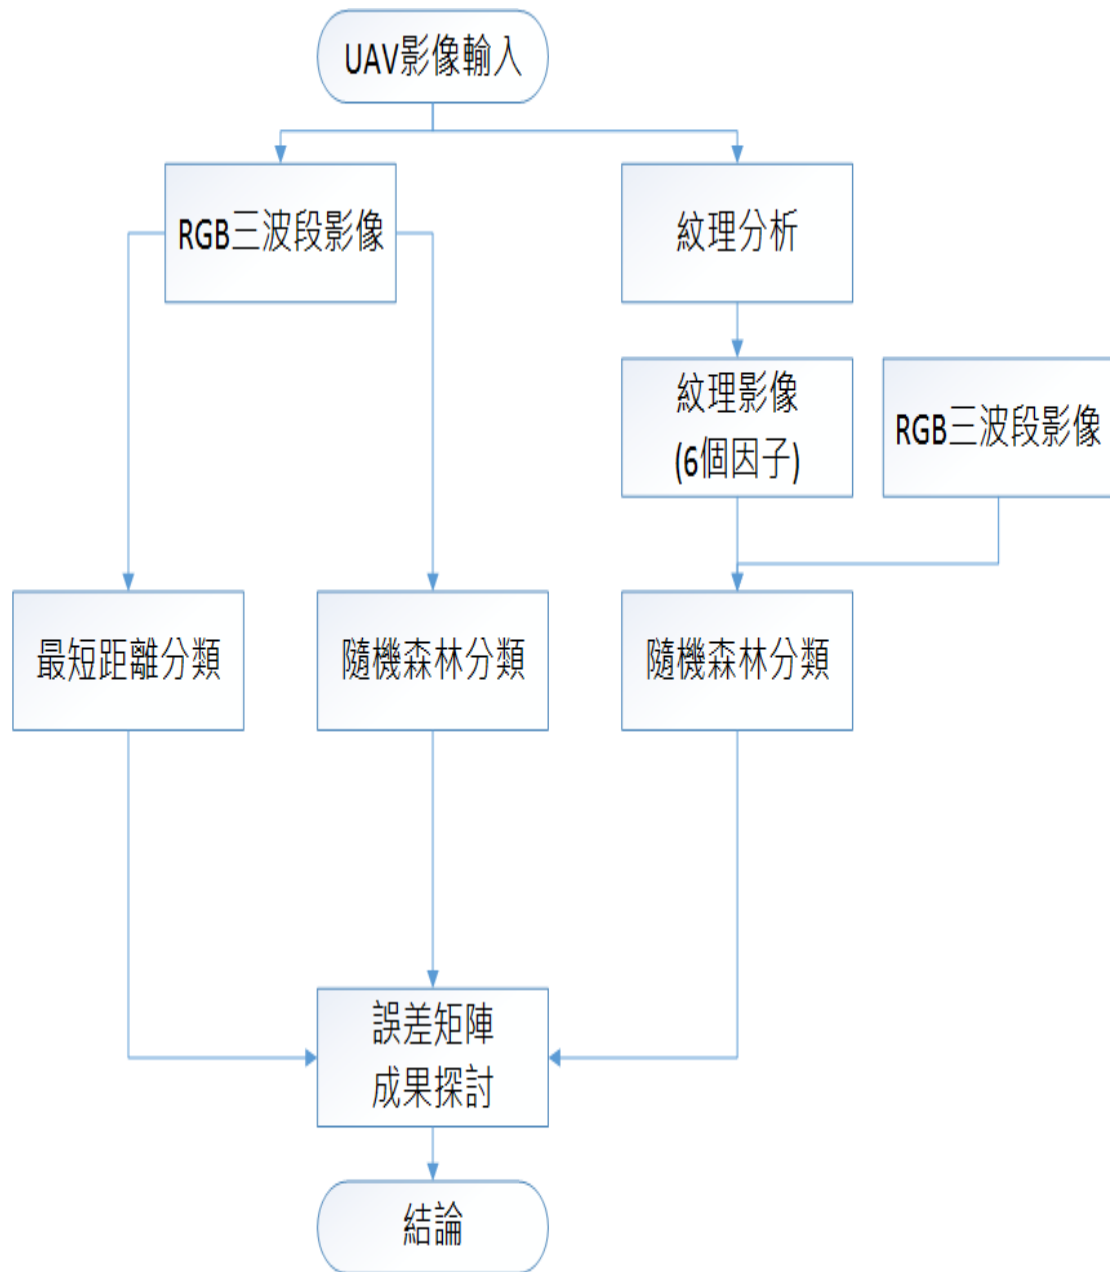 UAV影像輸入
RGB三波段影像
紋理分析
紋理影像
(6個因子)
RGB三波段影像
最短距離分類
隨機森林分類
隨機森林分類
誤差矩陣
成果探討
結論